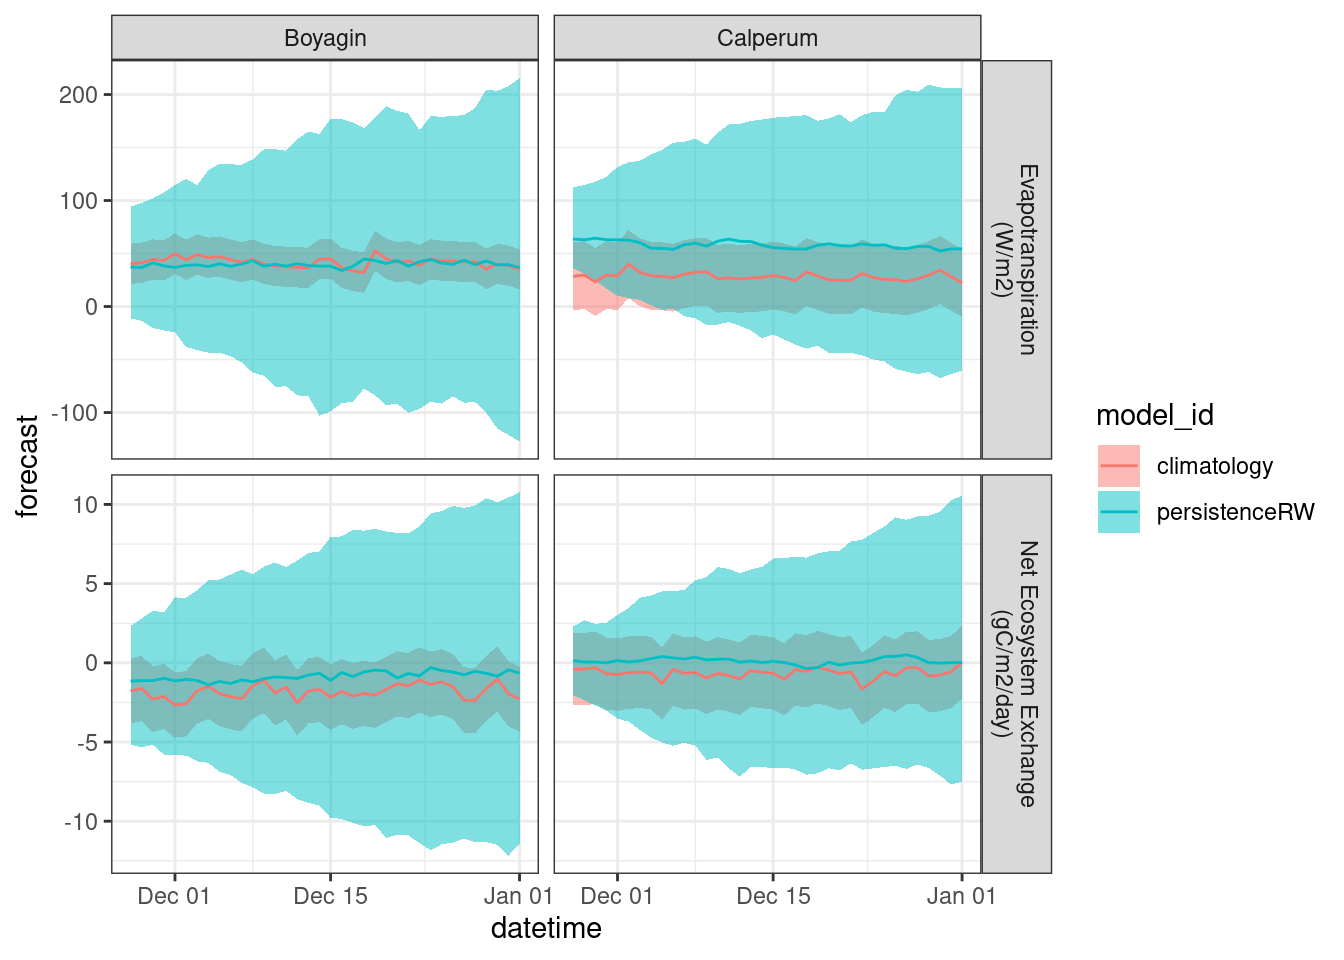 Boyagin
Calperum
200
100
0
-100
Evapotranspiration
(W/m2)
10
5
0
-5
-10
Net Ecosystem Exchange
(gC/m2/day)
forecast
Dec 01
Dec 15
Jan 01
Dec 01
Dec 15
Jan 01
datetime
model_id
climatology
persistenceRW